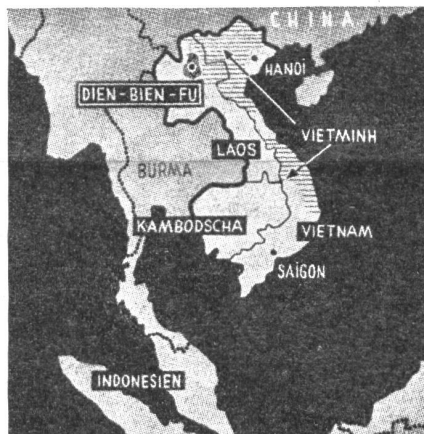 CHINA
HANOI
DIEN-BIEN-FU
VIETMINH
LAOS
BURMA
KAMBODSCHA
VIETNAM
SAIGON
INDONESIEN